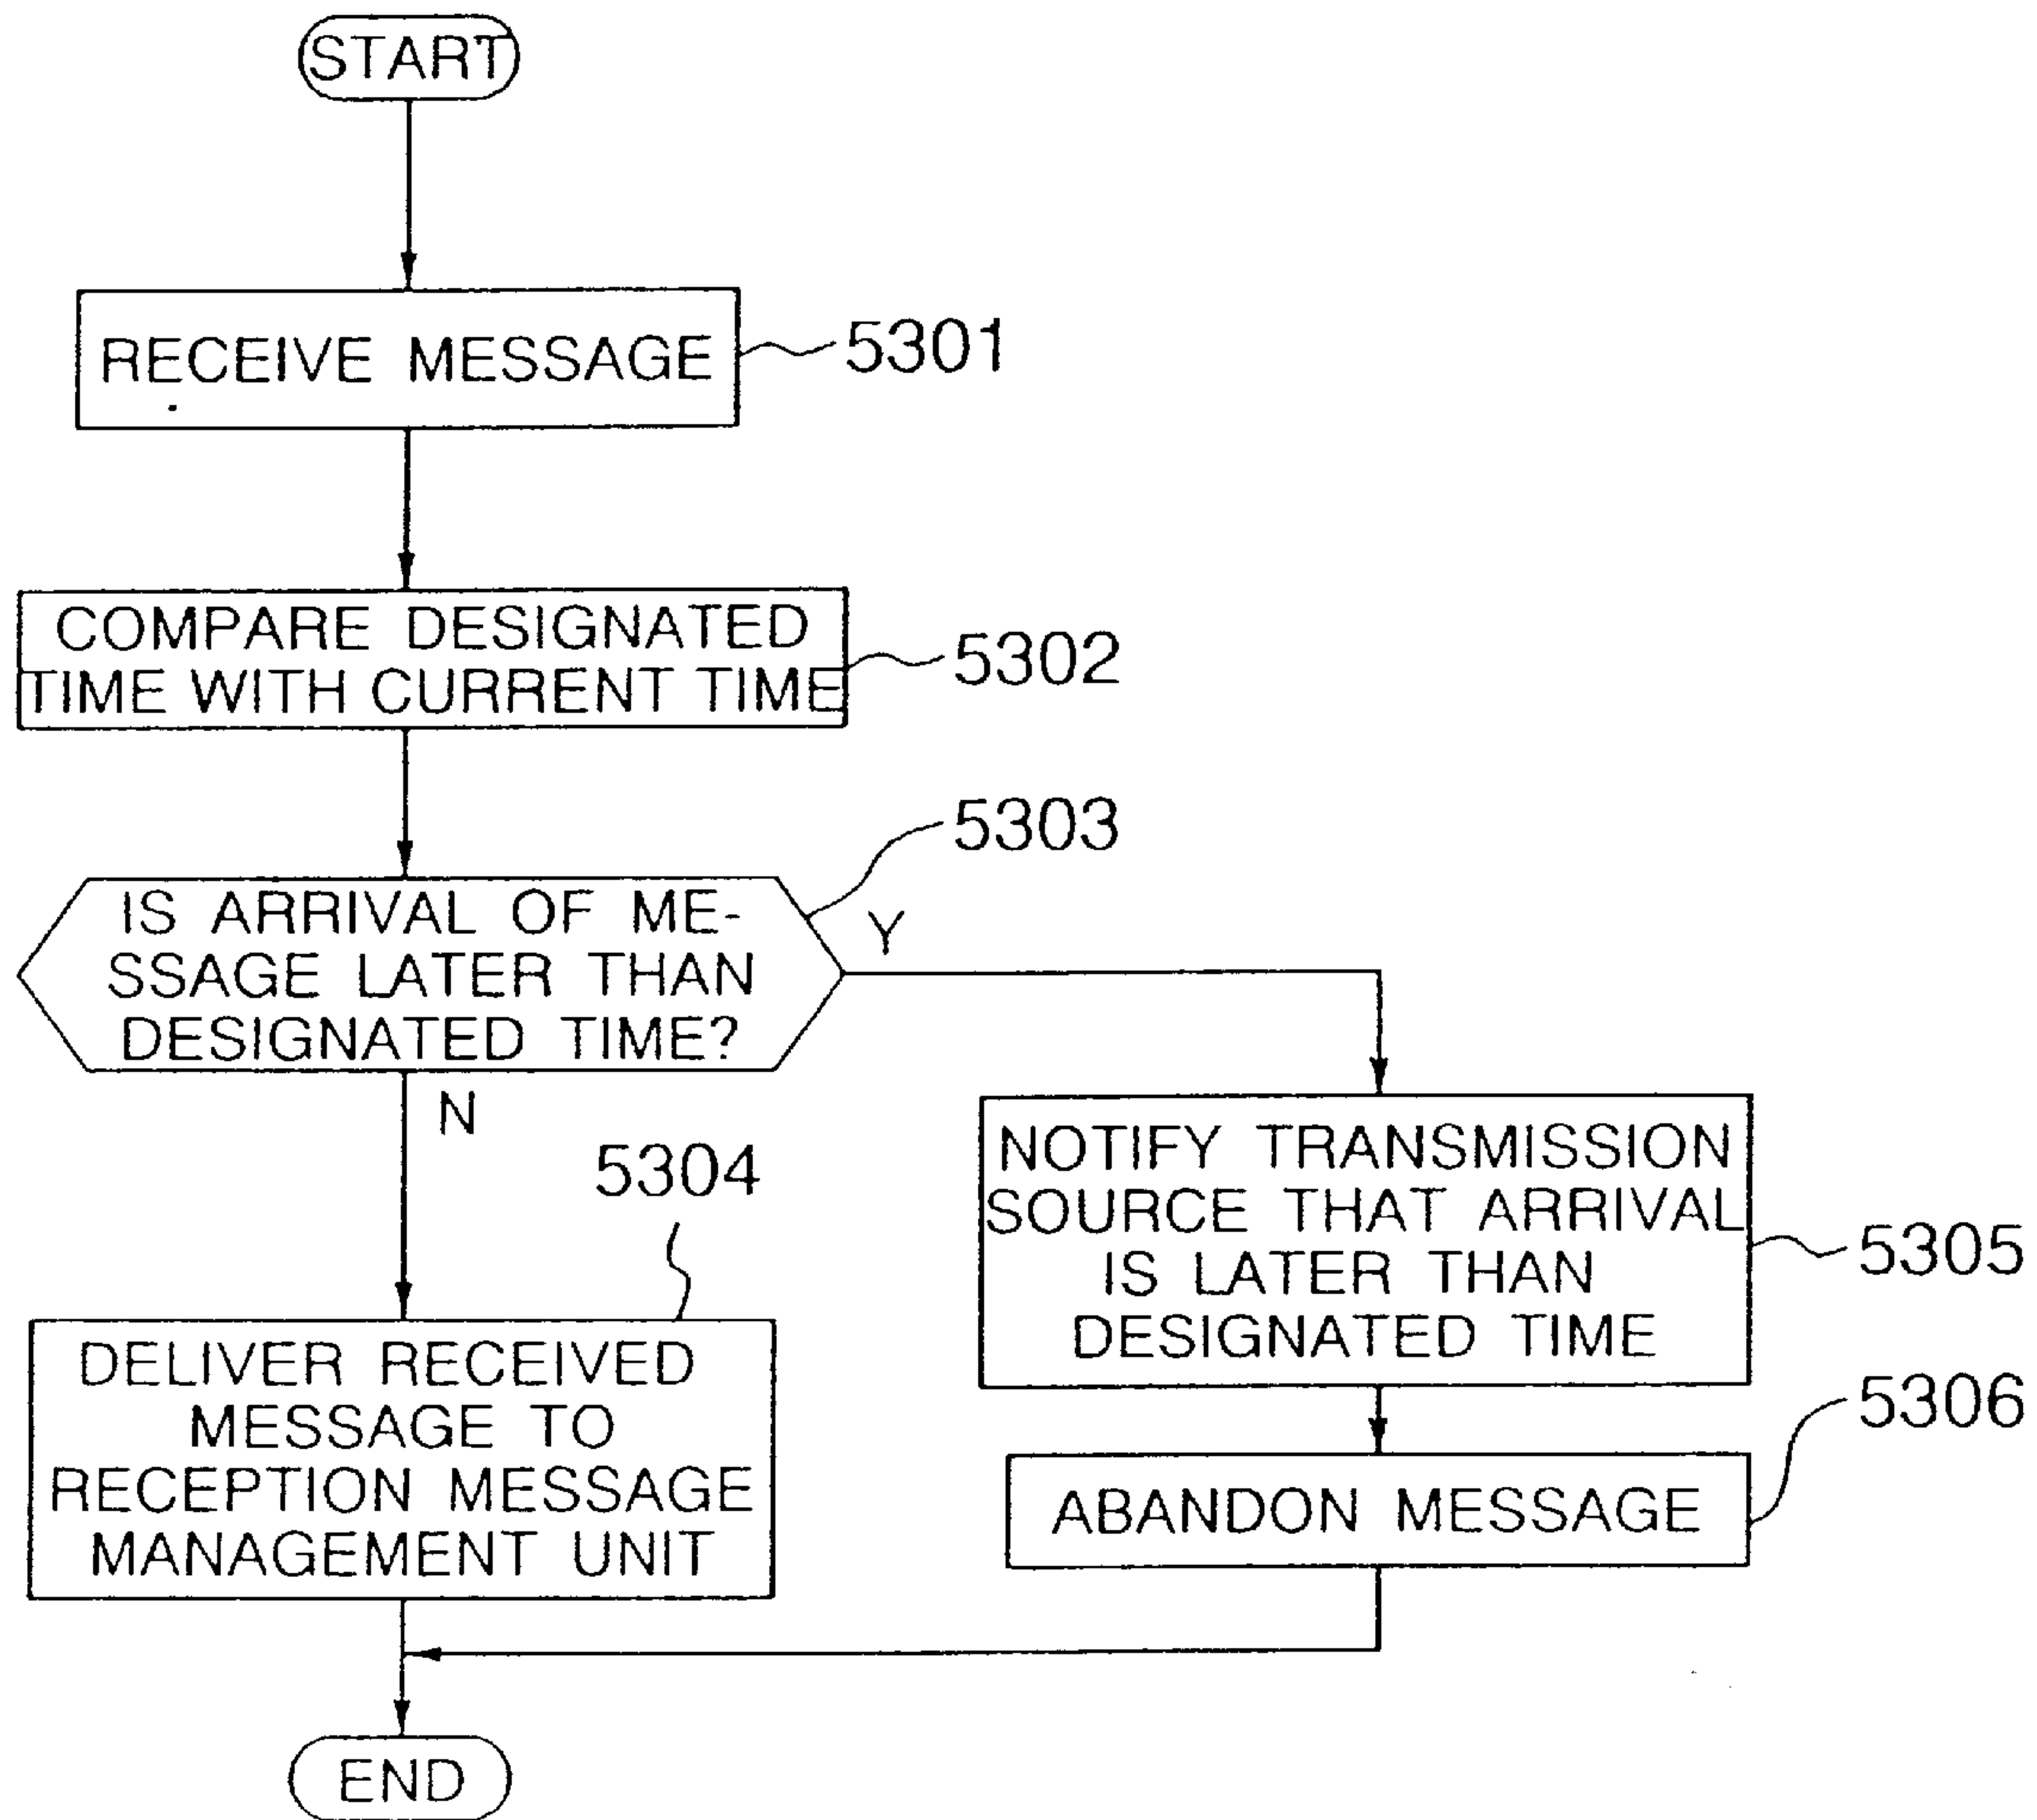 START
RECEIVE MESSAGE
5301
COMPARE DESIGNATED
TIME WITH CURRENT TIME
5302
5303
IS ARRIVAL OF ME-
SSAGE LATER THAN
DESIGNATED TIME?
Y
N
5304
DELIVER RECEIVED
MESSAGE TO
RECEPTION MESSAGE
MANAGEMENT UNIT
NOTIFY TRANSMISSION
SOURCE THAT ARRIVAL
IS LATER THAN
DESIGNATED TIME
5305
5306
ABANDON MESSAGE
END